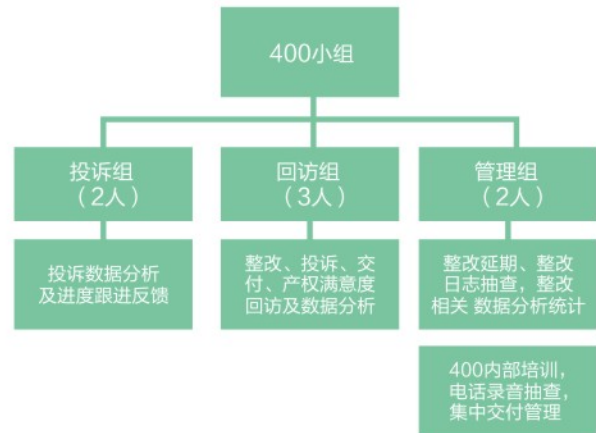 400小组
投诉组
（2人）
投诉数据分析
及进度跟进反馈
回访组
（3人）
整改、投诉、交
付、产权满意度
回访及数据分析
管理组
（2人）
整改延期、整改
日志抽查，整改
相关 数据分析统计
400内部培训，
电话录音抽查，
集中交付管理